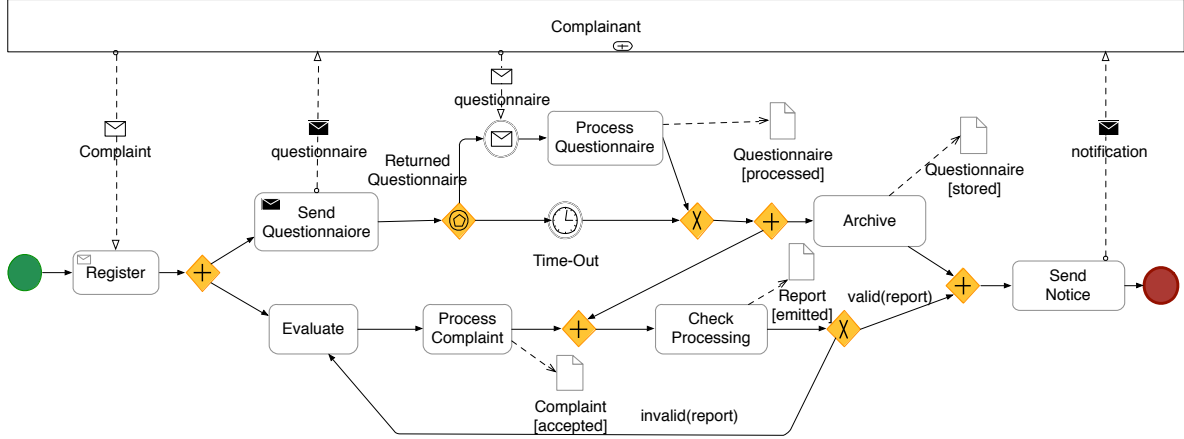 Complainant
Complaint
questionnaire
questionnaire
notification
Returned
Questionnaire
Process
Questionnaire
Questionnaire
[processed]
Questionnaire
[stored]
Send
Questionnaiore
Time-Out
Archive
Register
Report
[emitted]
valid(report)
Send
Notice
Evaluate
Process
Complaint
Check
Processing
Complaint
[accepted]
invalid(report)